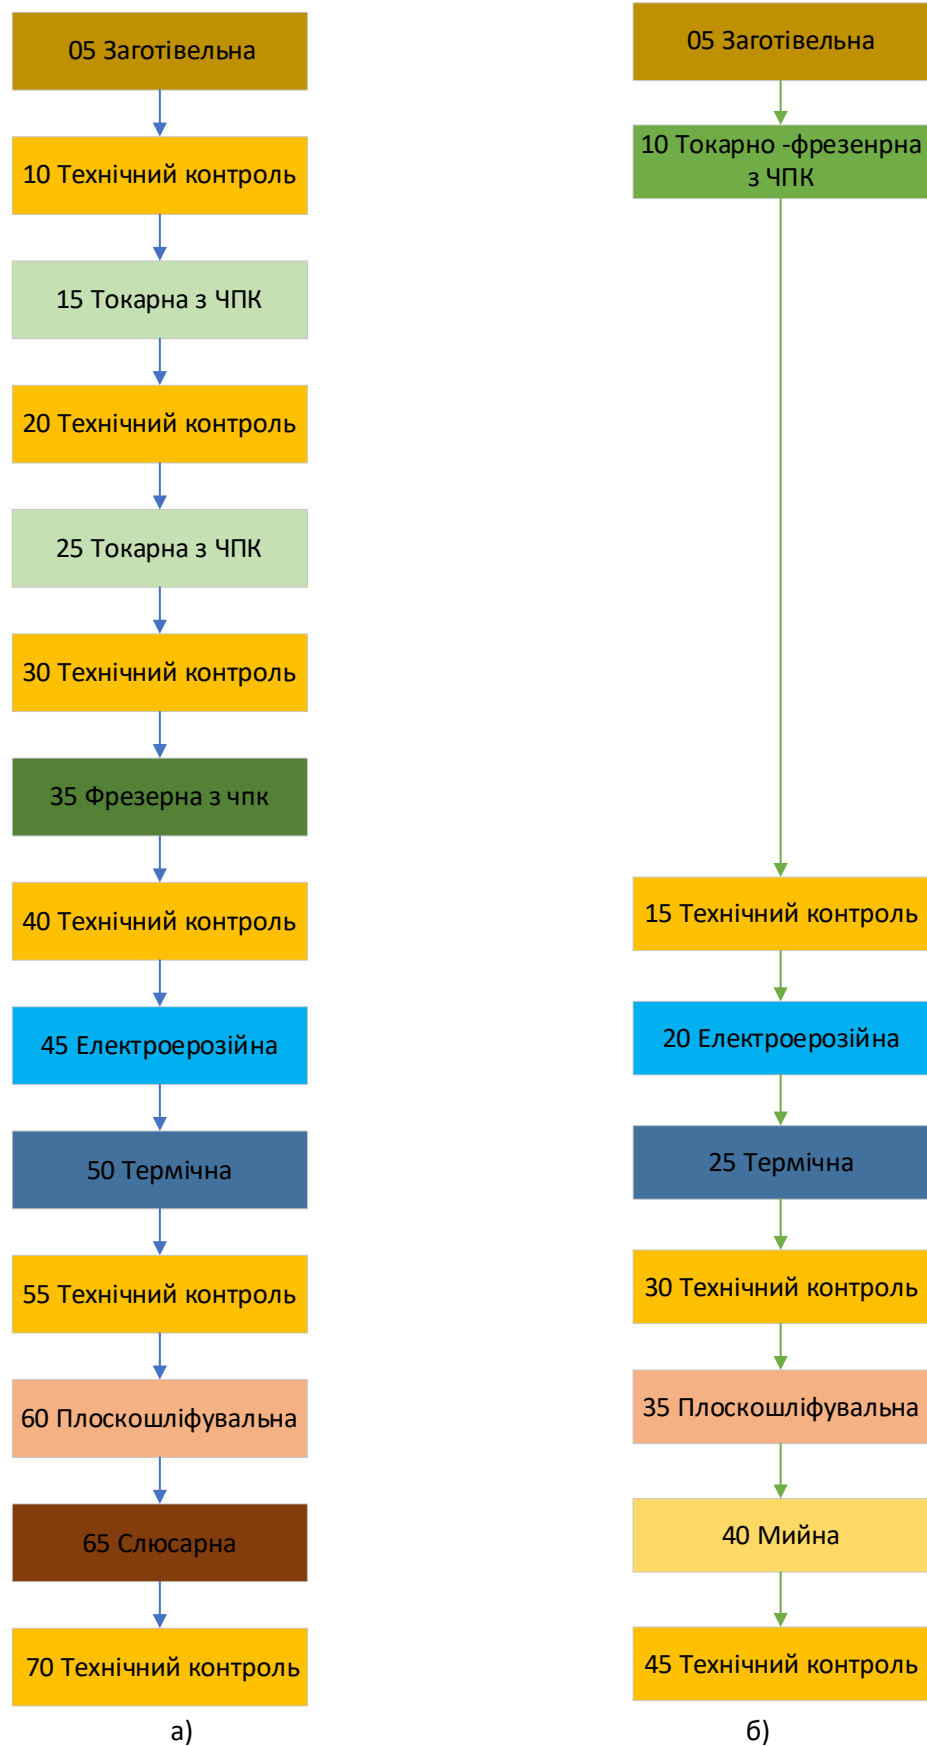 05 Заготівельна
10 Технічний контроль
15 Токарна з ЧПК
20 Технічний контроль
25 Токарна з ЧПК
30 Технічний контроль
35 Фрезерна з чпк
40 Технічний контроль
45 Електроерозійна
50 Термічна
55 Технічний контроль
60 Плоскошліфувальна
65 Слюсарна
70 Технічний контроль
а)
05 Заготівельна
10 Токарно -фрезенрна
з ЧПК
15 Технічний контроль
20 Електроерозійна
25 Термічна
30 Технічний контроль
35 Плоскошліфувальна
40 Мийна
45 Технічний контроль
б)